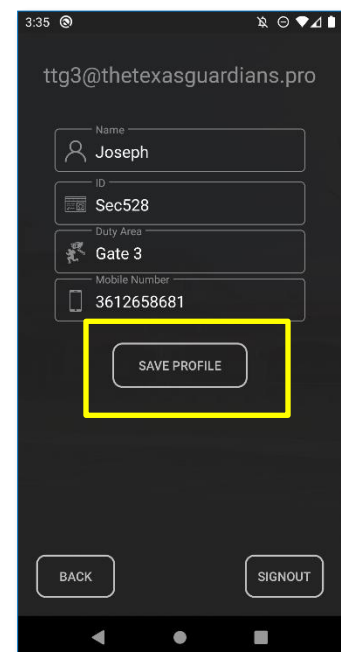 3:35
ttg3@thetexasguardians.pro
Name
Joseph
ID
Sec528
Duty Area
Gate 3
Mobile Number
3612658681
SAVE PROFILE
BACK
SIGNOUT